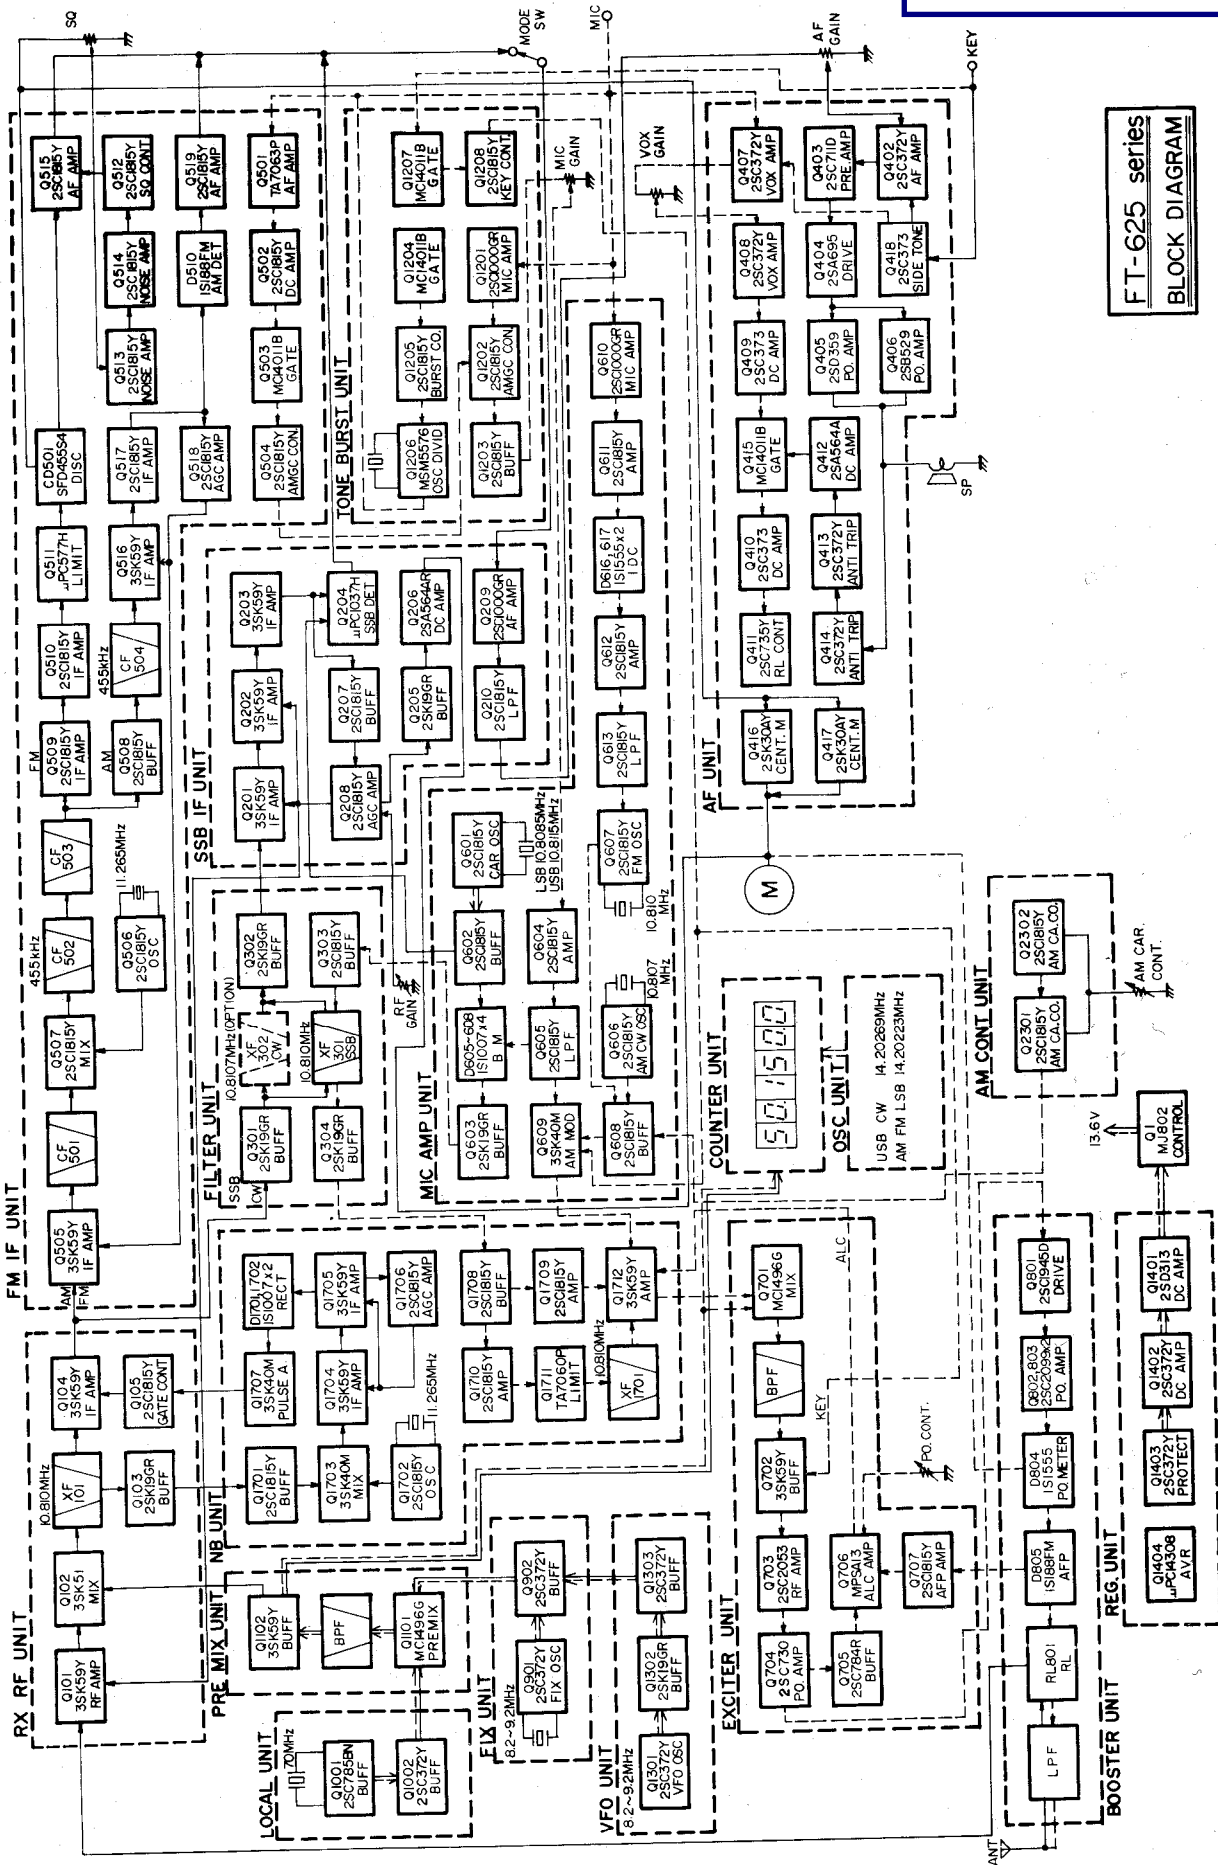 FT-625 series
BLOCK DIAGRAM
RX RF UNIT
Q101
3SK59Y
RF AMP
Q102
3SK51
MIX
10.810MHz
XF
101
Q103
2SK19GR
BUFF
Q104
3SK59Y
IF AMP
Q105
2SC1815Y
GATE CONT
AM
FM
FM IF UNIT
Q505
3SK59Y
IF AMP
CF
501
Q507
2SC1815Y
MIX
455kHz
CF
502
CF
503
11.265MHz
Q506
2SC1815Y
OSC
FM
Q509
2SC1815Y
IF AMP
AM
Q508
2SC1815Y
BUFF
Q510
2SC1815Y
IF AMP
455kHz
CF
504
Q511
µPC577H
LIMIT
Q516
3SK59Y
IF AMP
CD501
SFD455S4
DISC
Q517
2SC1815Y
IF AMP
Q518
2SC1815Y
AGC AMP
Q504
2SC1815Y
AMGC CON.
Q513
2SC1815Y
NOISE AMP
Q514
2SC1815Y
NOISE AMP
D510
1S188FM
AM DET
Q502
2SC1815Y
DC AMP
Q503
MC14011B
GATE
Q515
2SC1815Y
AF AMP
Q512
2SC1815Y
SQ CONT.
Q519
2SC1815Y
AF AMP
Q501
TA7063P
AF AMP
SQ
MODE
SW
MIC
AF
GAIN
KEY
TONE BURST UNIT
Q1206
MSM5576
OSC DIVID
Q1203
2SC1815Y
BUFF
Q1205
2SC1815Y
BURST CO.
Q1202
2SC1815Y
AMGC CON.
Q1204
MC14011B
GATE
Q1201
2SC1000GR
MIC AMP
Q1207
MC14011B
GATE
Q1208
2SC1815Y
KEY CONT.
MIC
GAIN
VOX
GAIN
FILTER UNIT
SSB
CW
Q301
2SK19GR
BUFF
Q304
2SK19GR
BUFF
10.8107MHz(OPTION)
XF
302
CW
10.810MHz
XF
301
SSB
Q302
2SK19GR
BUFF
Q303
2SC1815Y
BUFF
RF
GAIN
SSB IF UNIT
Q201
3SK59Y
IF AMP
Q202
3SK59Y
IF AMP
Q203
3SK59Y
IF AMP
Q208
2SC1815Y
AGC AMP
Q207
2SC1815Y
BUFF
Q204
µPC1037H
SSB DET
Q205
2SK19GR
BUFF
Q206
2SA564AR
DC AMP
Q210
2SC1815Y
LPF
Q209
2SC1000GR
AF AMP
MIC AMP UNIT
Q601
2SC1815Y
CAR OSC
LSB 10.8085MHz
USB 10.8115MHz
Q602
2SC1815Y
BUFF
Q604
2SC1815Y
AMP
D605~608
1S1007x4
B M
Q605
2SC1815Y
LPF
Q603
2SK19GR
BUFF
Q609
3SK40M
AM MOD
Q606
2SC1815Y
AM CW OSC
10.8107
MHz
Q608
2SC1815Y
BUFF
Q607
2SC1815Y
FM OSC
10.810
MHz
Q613
2SC1815Y
LPF
Q612
2SC1815Y
AMP
D616, 617
1S1555x2
IDC
Q611
2SC1815Y
AMP
Q610
2SC1000GR
MIC AMP
NB UNIT
Q1701
2SC1815Y
BUFF
Q1703
3SK40M
MIX
Q1702
2SC1815Y
OSC
11.265MHz
Q1707
3SK40M
PULSE A.
Q1704
3SK59Y
IF AMP
D1701,1702
1S1007x2
RECT
Q1705
3SK59Y
IF AMP
Q1706
2SC1815Y
AGC AMP
Q1708
2SC1815Y
BUFF
Q1709
2SC1815Y
AMP
Q1712
3SK59Y
AMP
Q1710
2SC1815Y
AMP
Q1711
TA7060P
LIMIT
10.810MHz
XF
1701
PRE MIX UNIT
Q1102
3SK59Y
BUFF
BPF
Q1101
MC1496G
PREMIX
LOCAL UNIT
70MHz
Q1001
2SC785BN
BUFF
Q1002
2SC372Y
BUFF
FIX UNIT
8.2~9.2MHz
Q901
2SC372Y
FIX OSC
Q902
2SC372Y
BUFF
VFO UNIT
8.2~9.2MHz
Q1301
2SC372Y
VFO OSC
Q1302
2SK19GR
BUFF
Q1303
2SC372Y
BUFF
EXCITER UNIT
Q701
MC1496G
MIX
BPF
Q702
3SK59Y
BUFF
Q703
2SC2053
RF AMP
Q704
2SC730
PO. AMP
Q705
2SC784R
BUFF
Q706
MPSA13
ALC AMP
Q707
2SC1815Y
AFP AMP
KEY
ALC
PO.CONT.
COUNTER UNIT
50.150.0
OSC UNIT
USB CW 14.20269MHz
AM FM LSB 14.20223MHz
AF UNIT
M
Q416
2SK30AY
CENT. M
Q417
2SK30AY
CENT. M
Q411
2SC735Y
RL CONT
Q414
2SC372Y
ANTI TRIP
Q410
2SC373
DC AMP
Q413
2SC372Y
ANTI TRIP
Q415
MC14011B
GATE
Q412
2SA564A
DC AMP
Q409
2SC373
DC AMP
Q405
2SD359
PO. AMP
Q406
2SB529
PO. AMP
Q408
2SC372Y
VOX AMP
Q404
2SA695
DRIVE
Q418
2SC373
SIDE TONE
Q407
2SC372Y
VOX AMP
Q403
2SC711D
PRE. AMP
Q402
2SC372Y
AF AMP
SP
AM CONT UNIT
Q2301
2SC1815Y
AM CA.CO.
Q2302
2SC1815Y
AM CA.CO.
AM CAR.
CONT.
BOOSTER UNIT
Q801
2SC1945D
DRIVE
Q802,803
2SC2099x2
PO. AMP.
D804
1S1555
PO. METER
D805
1S188FM
AFP
RL801
RL
LPF
ANT
REG. UNIT
Q1404
µPC14308
AVR
Q1403
2SC372Y
PROTECT
Q1402
2SC372Y
DC AMP
Q1401
2SD313
DC AMP
Q1
MJ802
CONTROL
13.6V